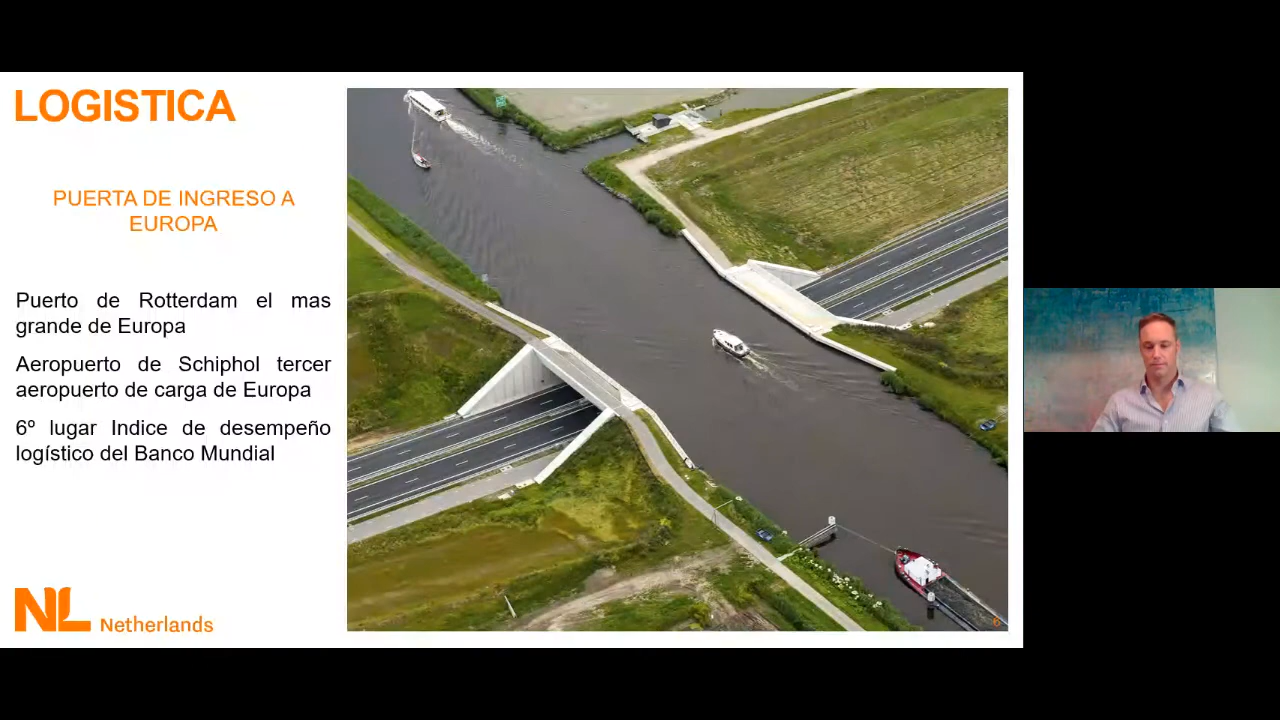 LOGISTICA
PUERTA DE INGRESO A
EUROPA
Puerto de Rotterdam el mas
grande de Europa
Aeropuerto de Schiphol tercer
aeropuerto de carga de Europa
6º lugar Indice de desempeño
logístico del Banco Mundial
NL Netherlands